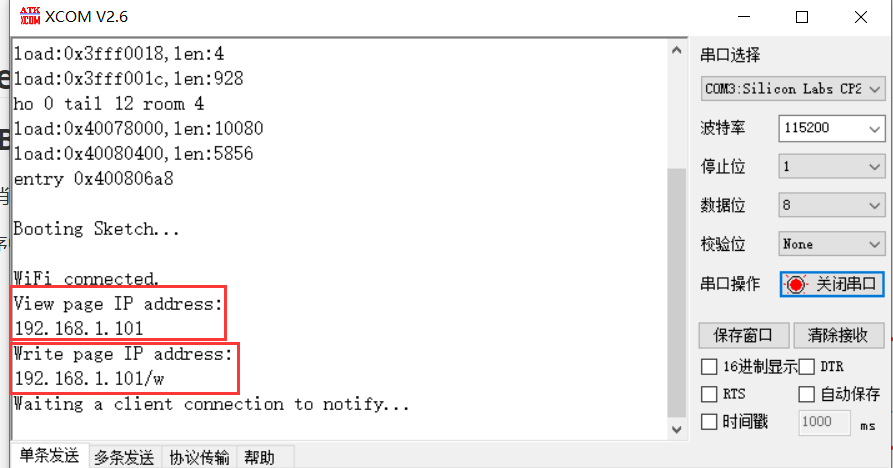 ATK
XCOM
XCOM V2.6
load:0x3fff0018,len:4
load:0x3fff001c,len:928
ho 0 tail 12 room 4
load:0x40078000,len:10080
load:0x40080400,len:5856
entry 0x400806a8
Booting Sketch...
WiFi connected.
View page IP address:
192.168.1.101
Write page IP address:
192.168.1.101/w
Waiting a client connection to notify...
串口选择
COM3:Silicon Labs CP2
波特率
115200
停止位
1
数据位
8
校验位
None
串口操作
关闭串口
保存窗口
清除接收
16进制显示
DTR
RTS
自动保存
时间戳
1000
ms
单条发送
多条发送
协议传输
帮助